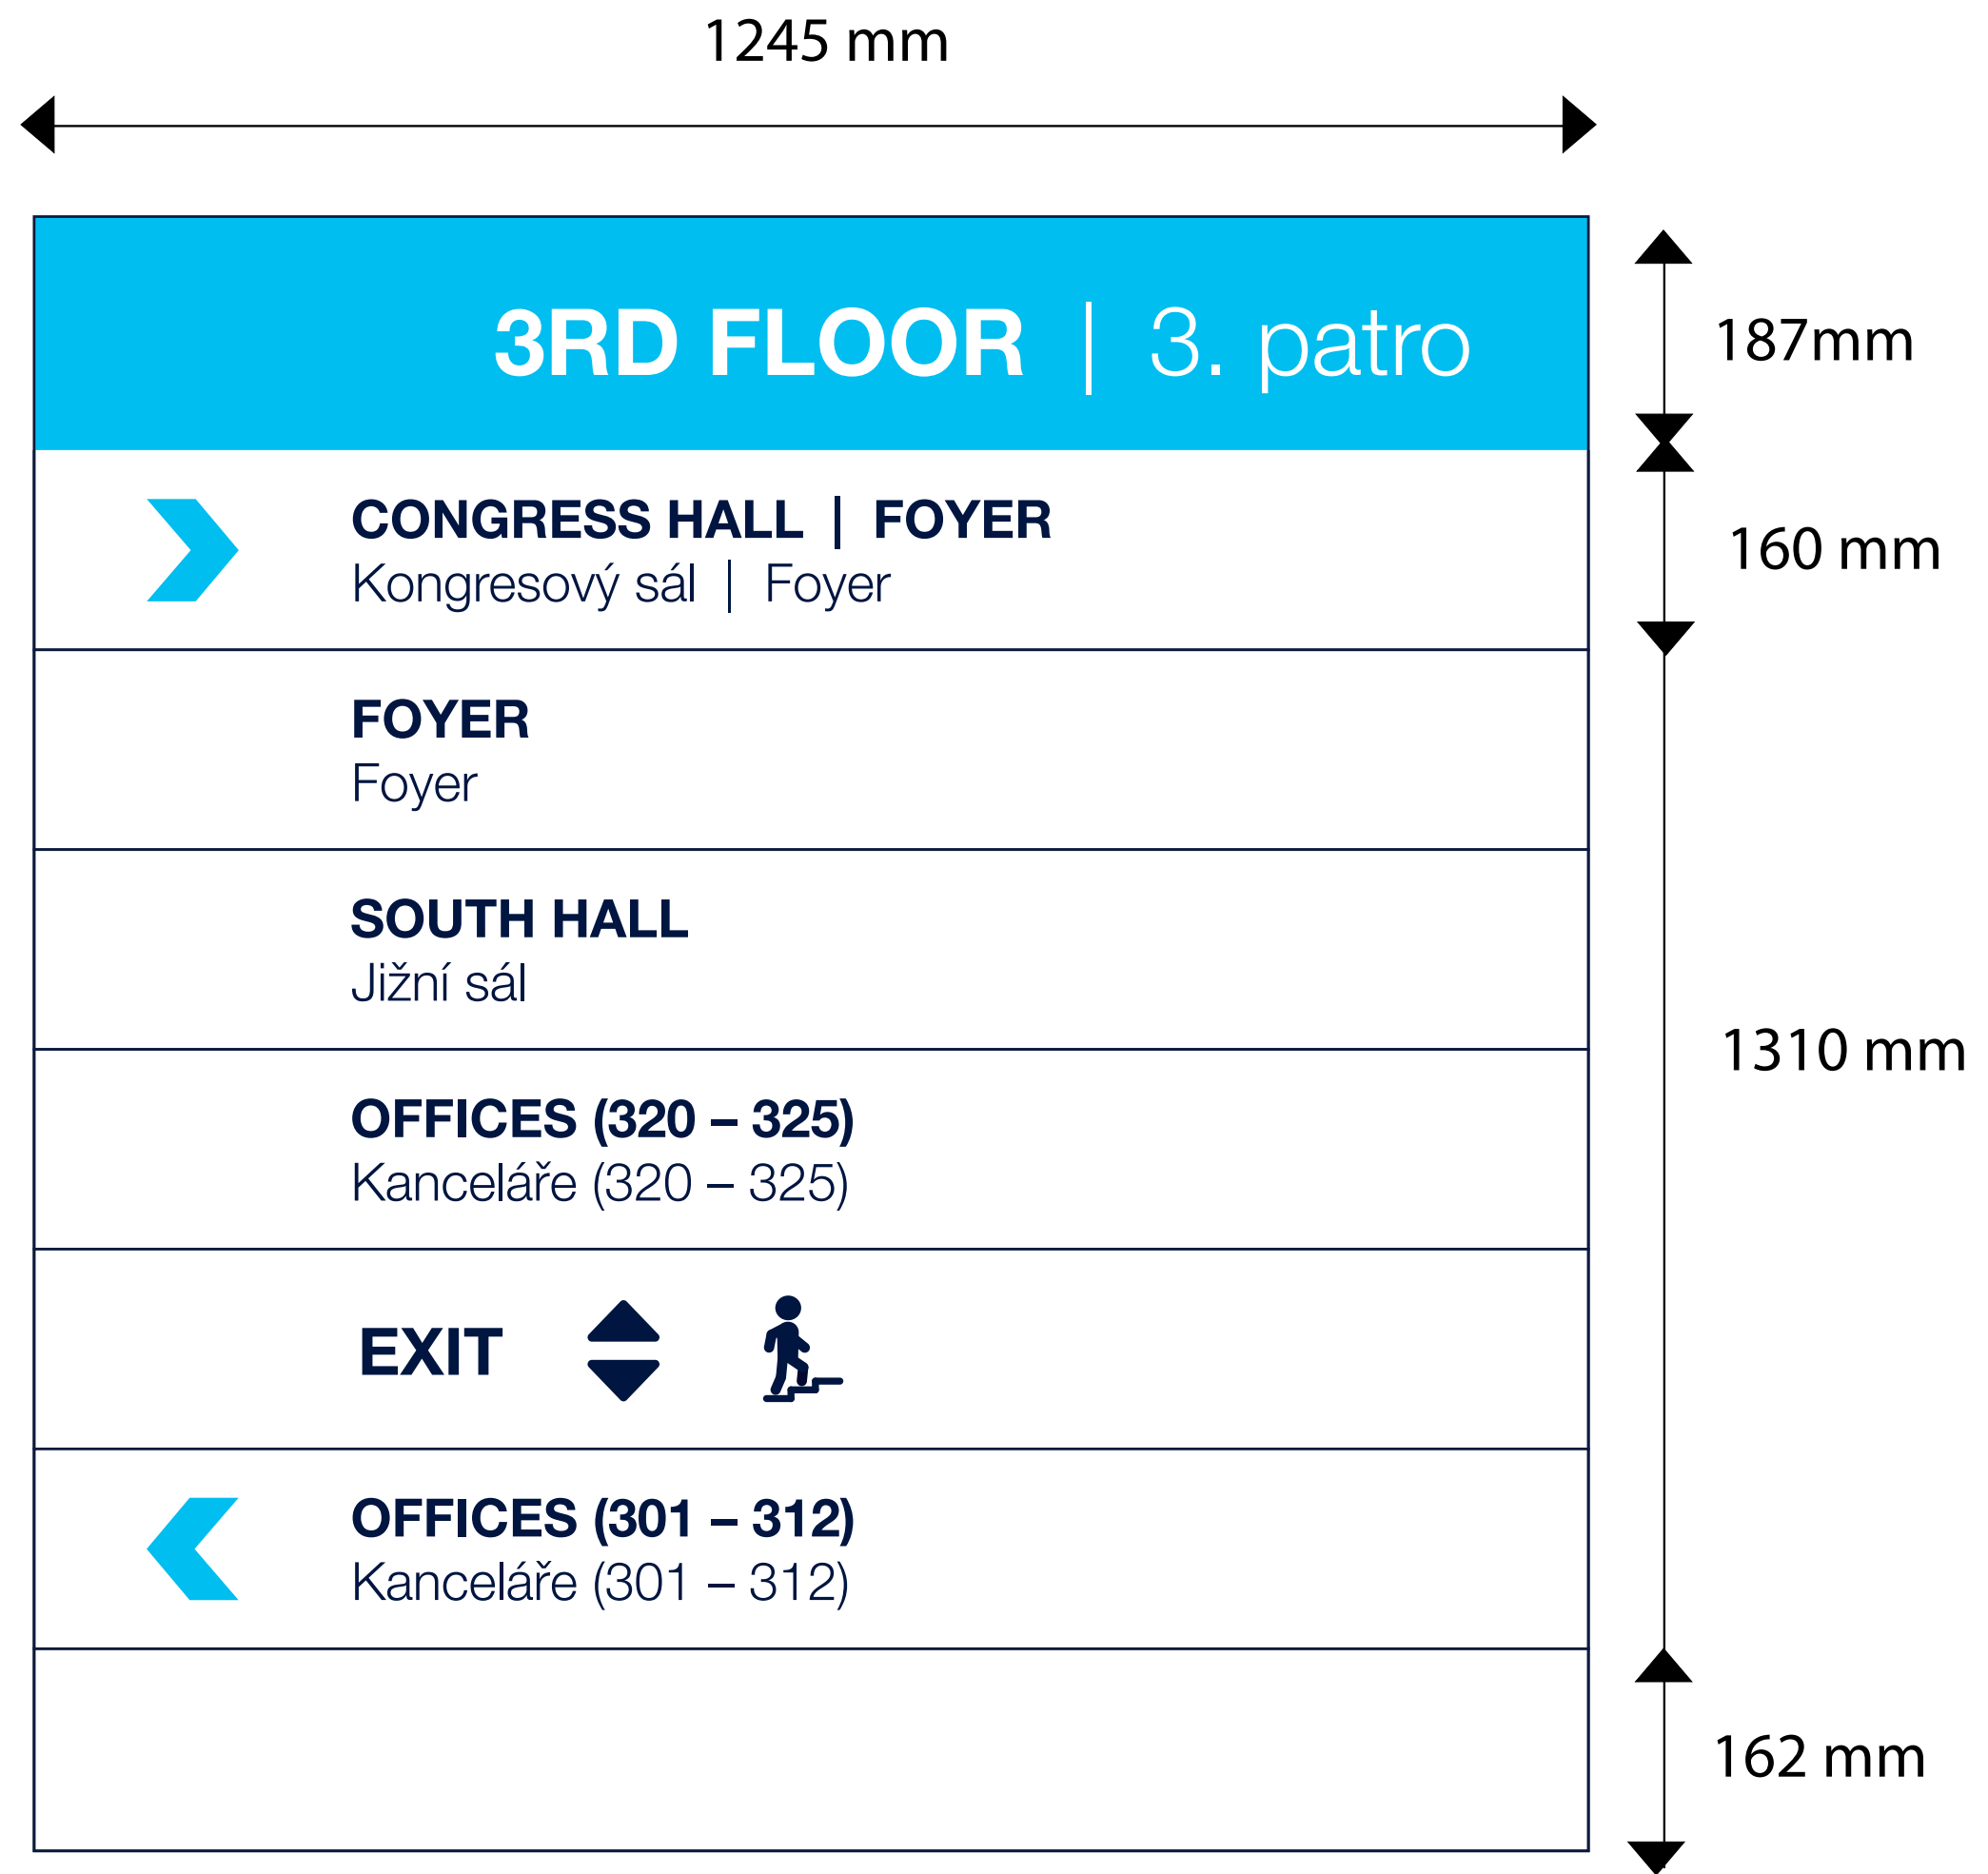 1245 mm
3RD FLOOR | 3. patro
187mm
CONGRESS HALL | FOYER
Kongresový sál | Foyer
160 mm
FOYER
Foyer
SOUTH HALL
Jižní sál
1310 mm
OFFICES (320 – 325)
Kanceláře (320 – 325)
EXIT
OFFICES (301 – 312)
Kanceláře (301 – 312)
162 mm